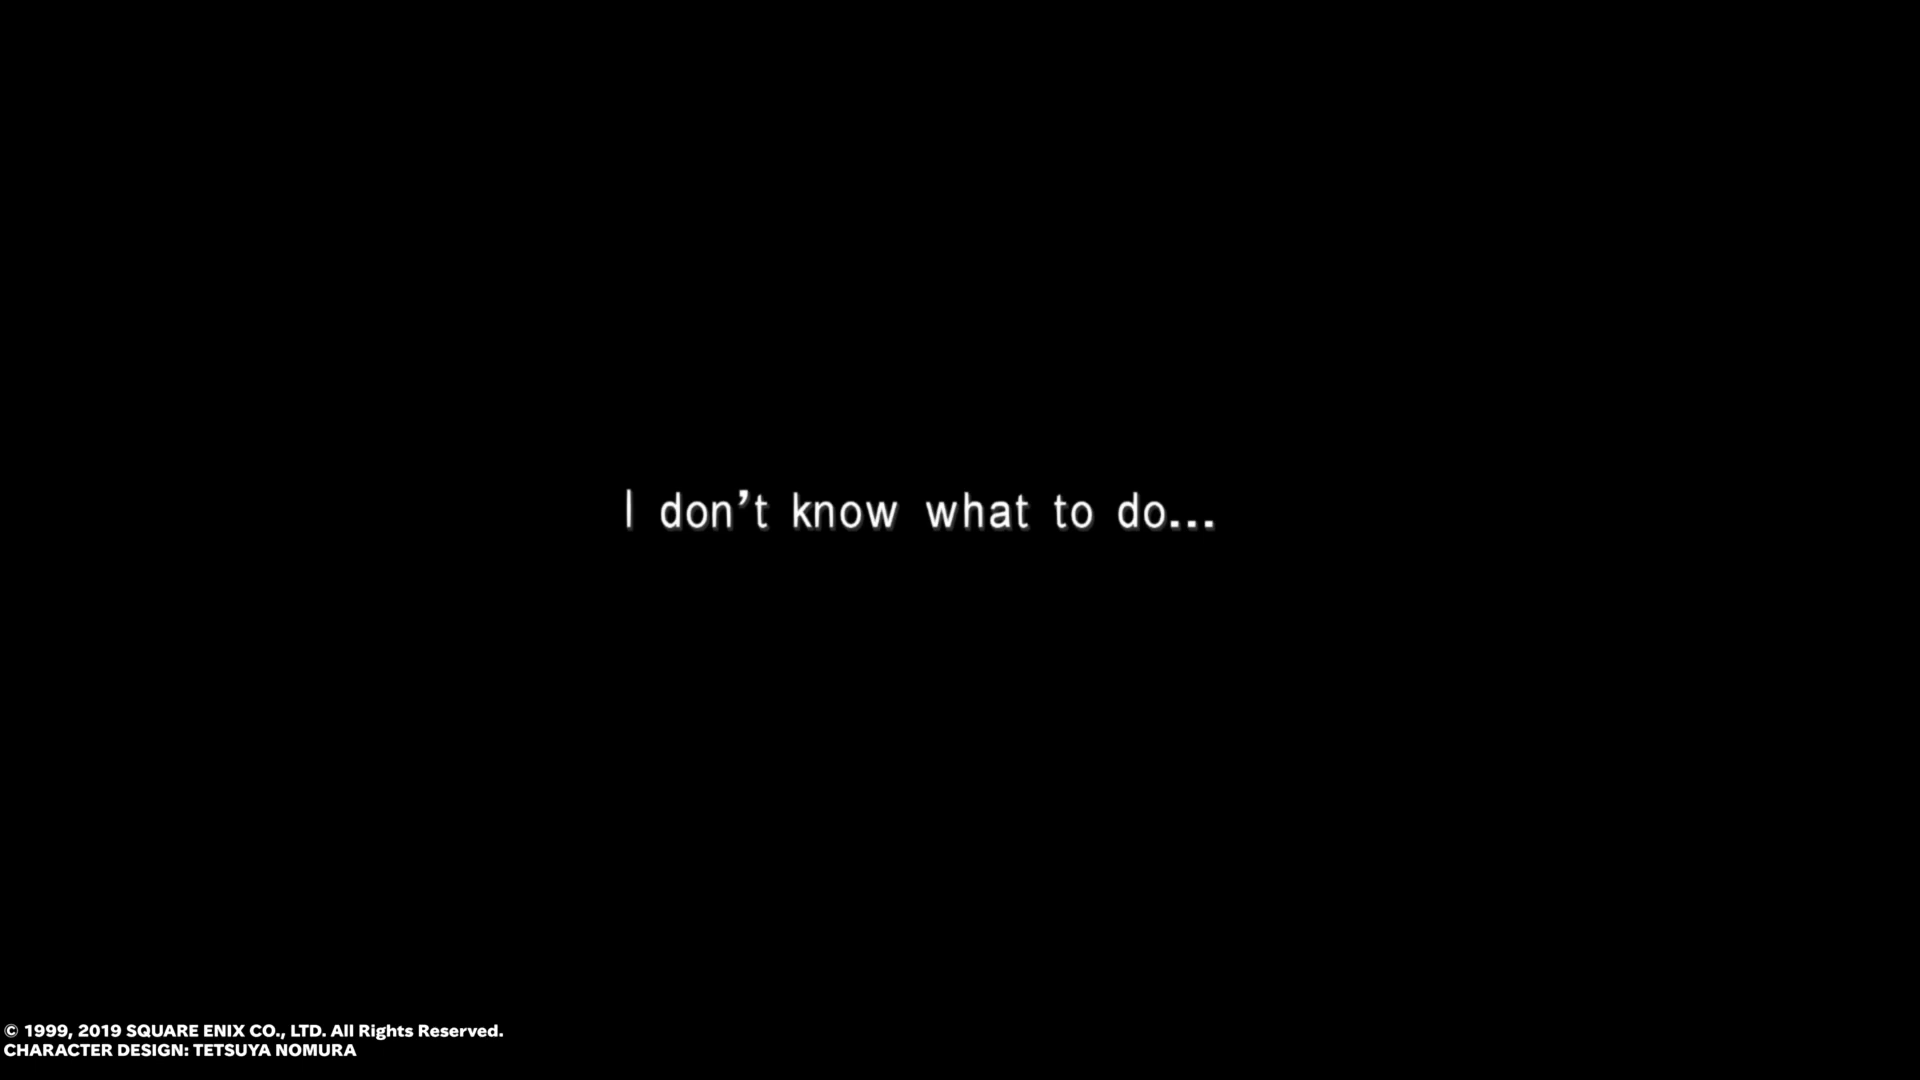 I don’t know what to do...
© 1999, 2019 SQUARE ENIX CO., LTD. All Rights Reserved.
CHARACTER DESIGN: TETSUYA NOMURA